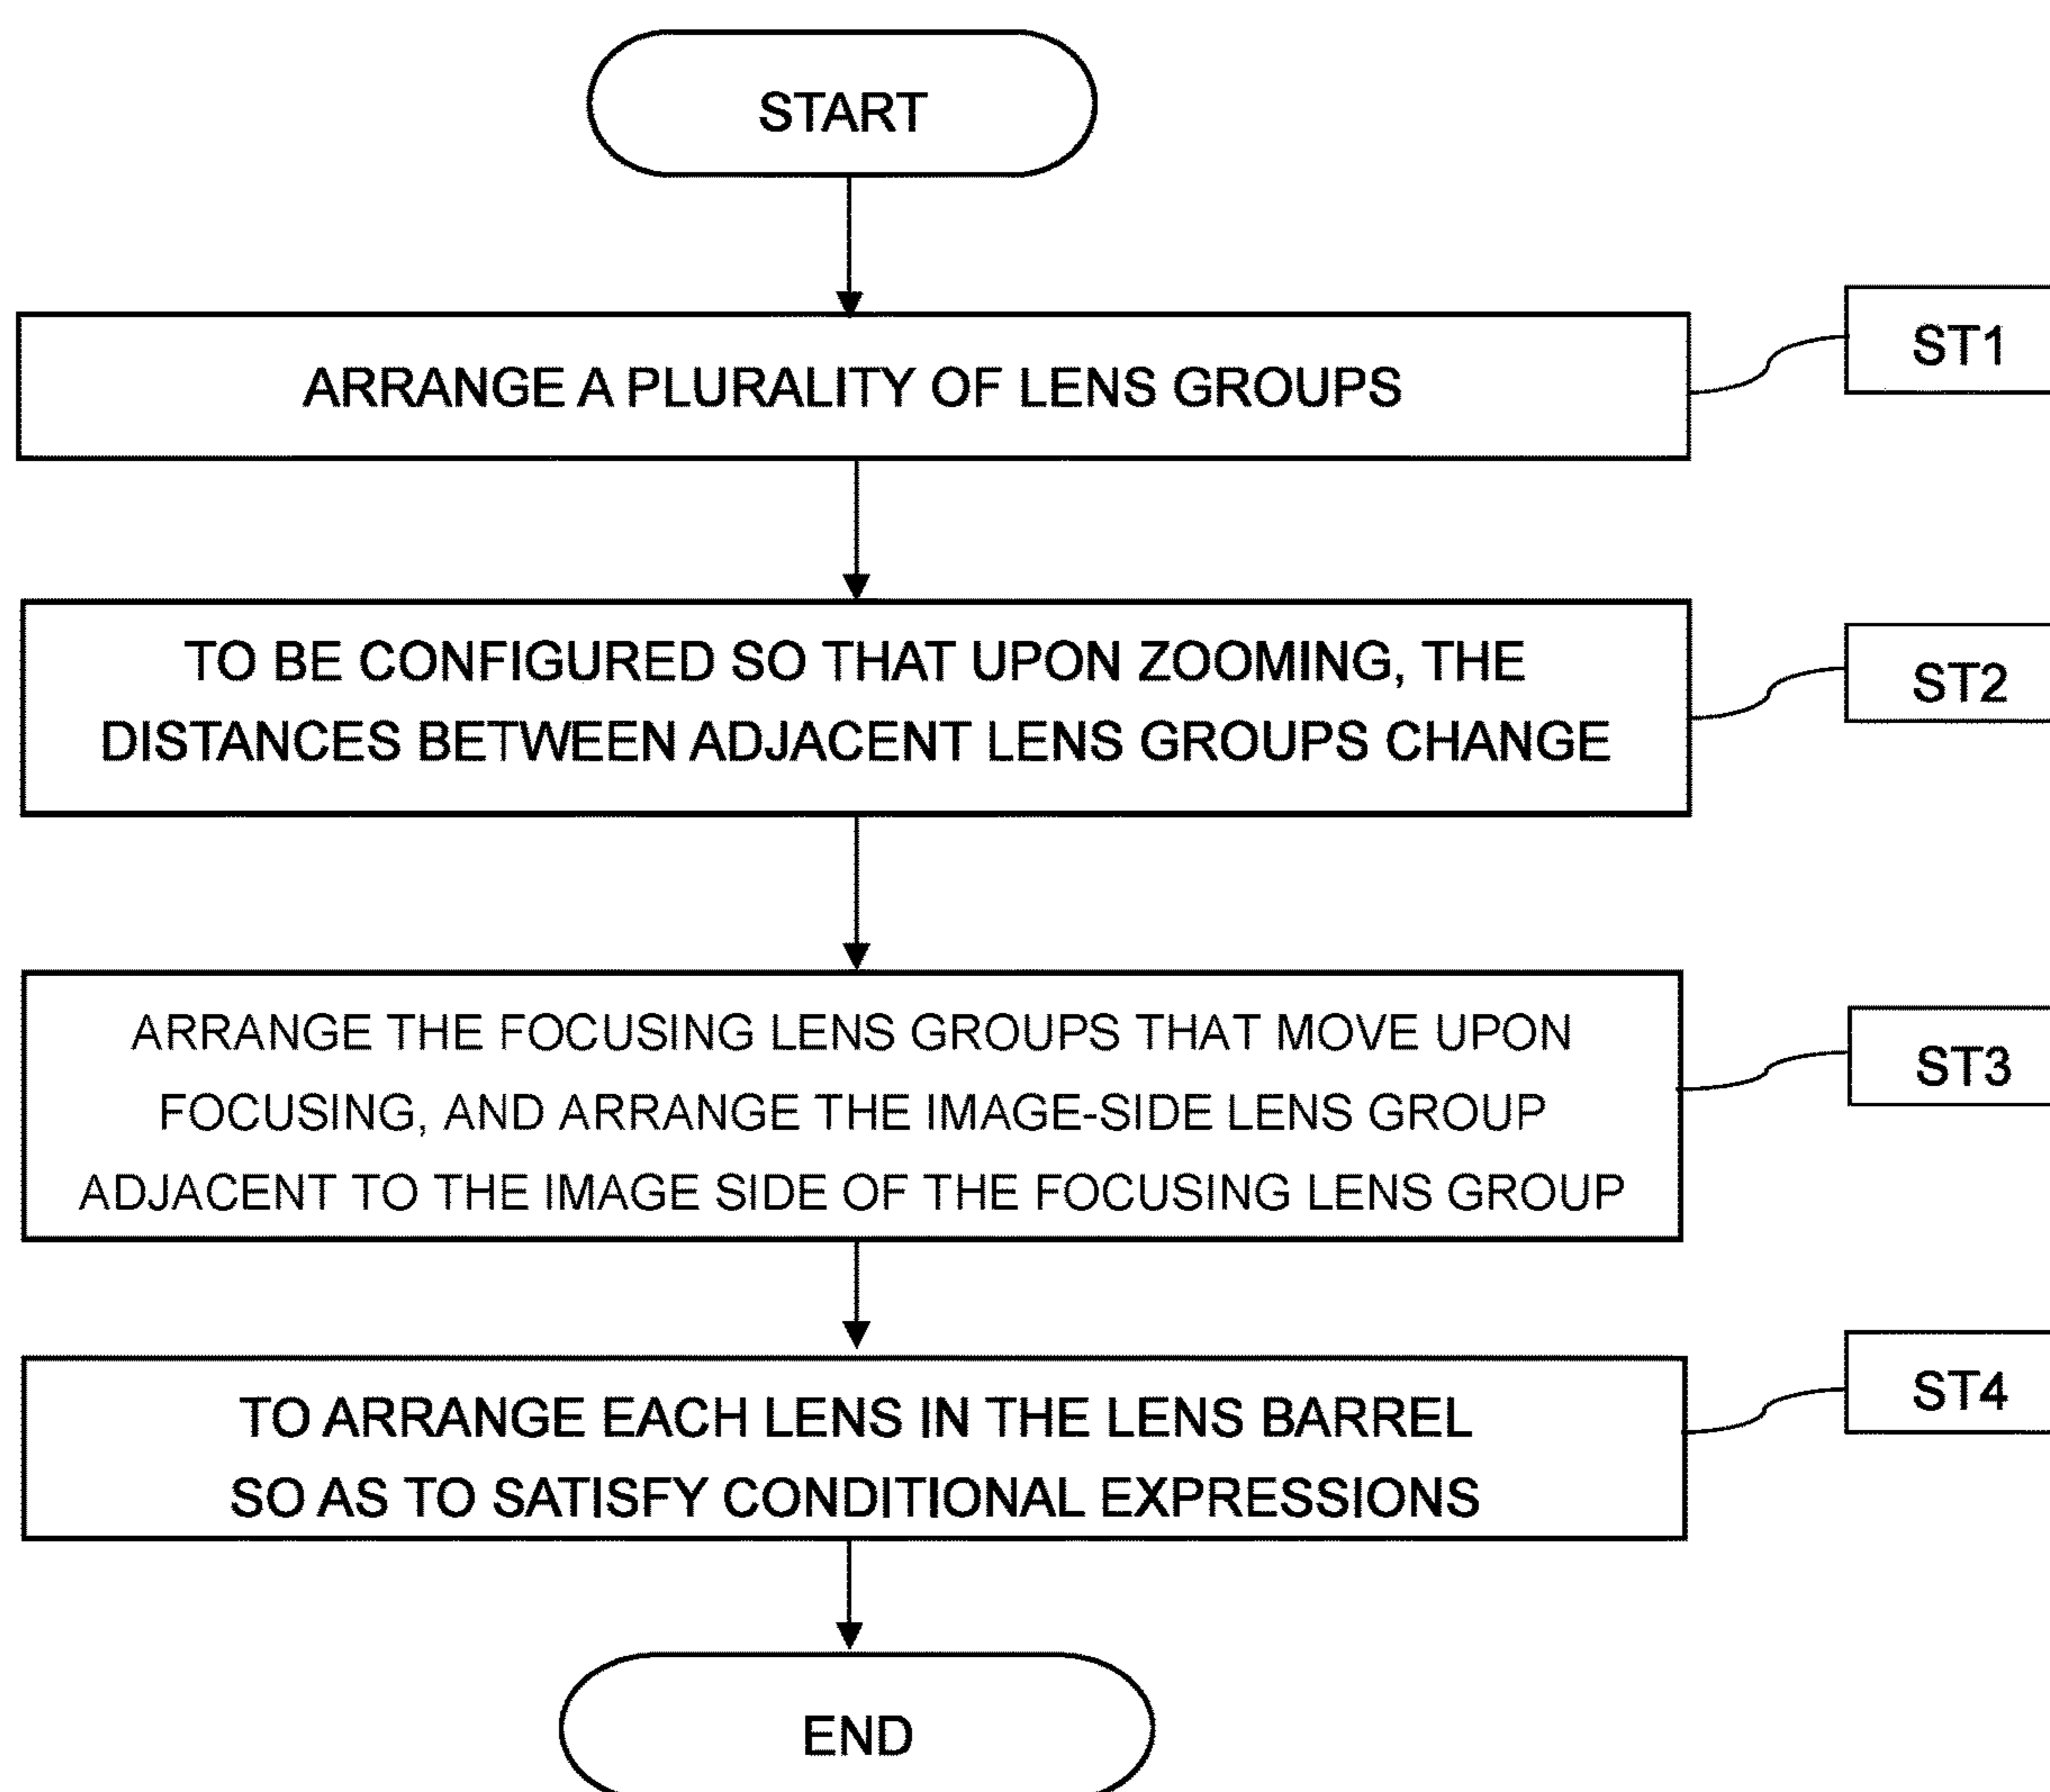 START
ARRANGE A PLURALITY OF LENS GROUPS
ST1
TO BE CONFIGURED SO THAT UPON ZOOMING, THE
DISTANCES BETWEEN ADJACENT LENS GROUPS CHANGE
ST2
ARRANGE THE FOCUSING LENS GROUPS THAT MOVE UPON
FOCUSING, AND ARRANGE THE IMAGE-SIDE LENS GROUP
ADJACENT TO THE IMAGE SIDE OF THE FOCUSING LENS GROUP
ST3
TO ARRANGE EACH LENS IN THE LENS BARREL
SO AS TO SATISFY CONDITIONAL EXPRESSIONS
ST4
END